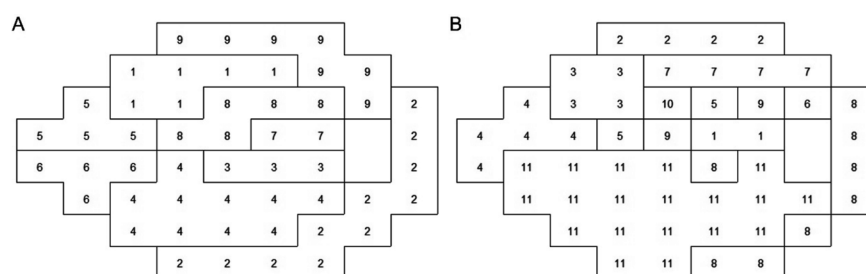 A
9 9 9 9
1 1 1 1 9 9
5 1 1 8 8 8 9 2
5 5 5 8 8 7 7 2
6 6 6 4 3 3 3 2
6 4 4 4 4 4 2 2
4 4 4 4 2 2
2 2 2 2
B
2 2 2 2
3 3 7 7 7 7
4 3 3 10 5 9 6 8
4 4 4 5 9 1 1 8
4 11 11 11 11 8 11 8
11 11 11 11 11 11 11 8
11 11 11 11 11 8
11 11 8 8